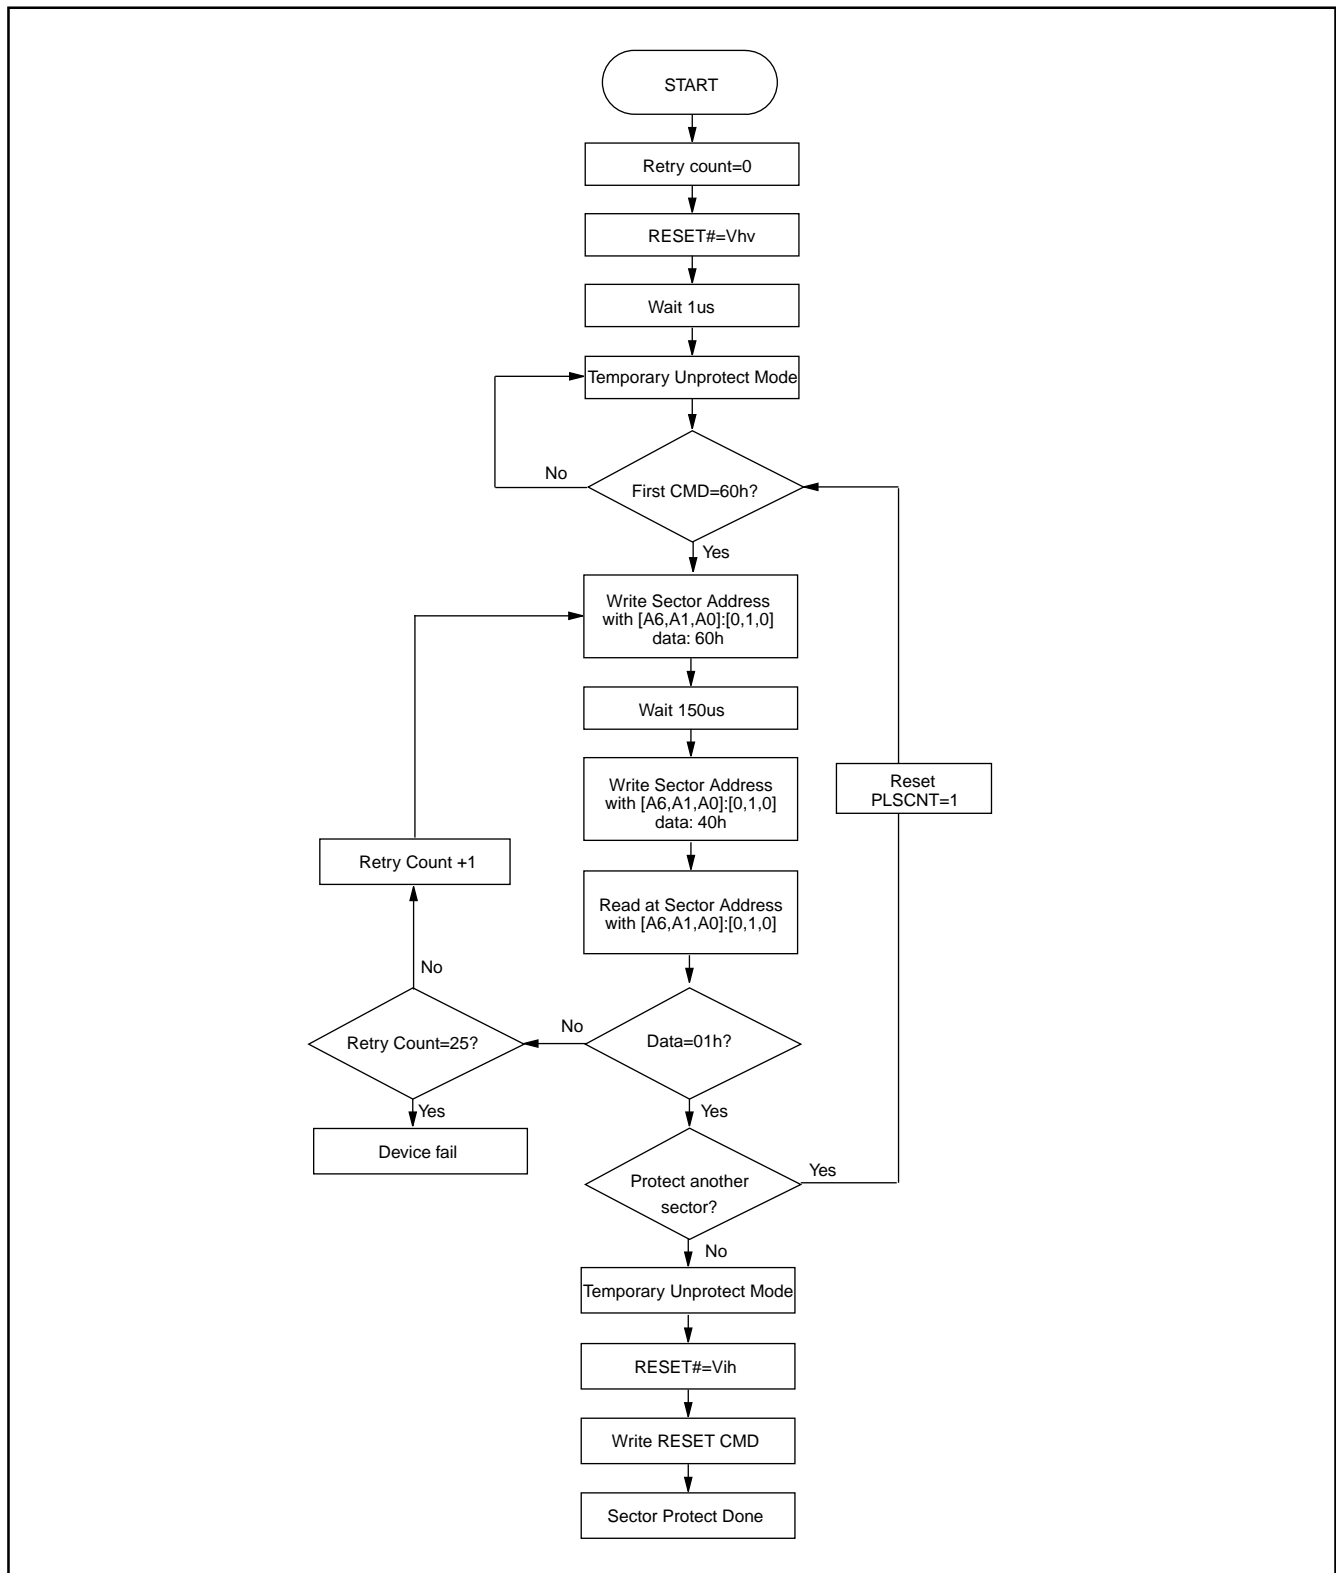 START
Retry count=0
RESET#=Vhv
Wait 1us
Temporary Unprotect Mode
No
First CMD=60h?
Yes
Write Sector Address
with [A6,A1,A0]:[0,1,0]
data: 60h
Wait 150us
Reset
PLSCNT=1
Write Sector Address
with [A6,A1,A0]:[0,1,0]
data: 40h
Retry Count +1
Read at Sector Address
with [A6,A1,A0]:[0,1,0]
No
No
Retry Count=25?
Data=01h?
Yes
Yes
Device fail
Yes
Protect another
sector?
No
Temporary Unprotect Mode
RESET#=Vih
Write RESET CMD
Sector Protect Done